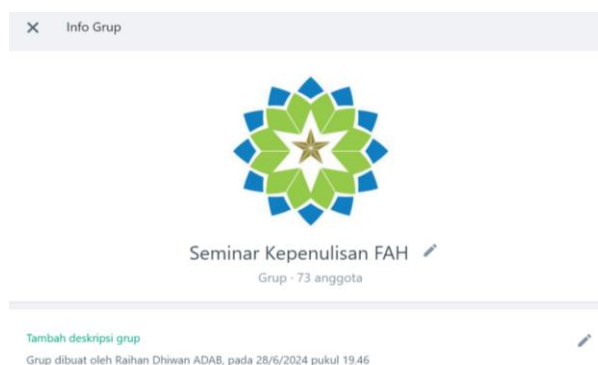 Info Grup
Seminar Kepenulisan FAH
Grup · 73 anggota
Tambah deskripsi grup
Grup dibuat oleh Raihan Dhiwan ADAB, pada 28/6/2024 pukul 19.46